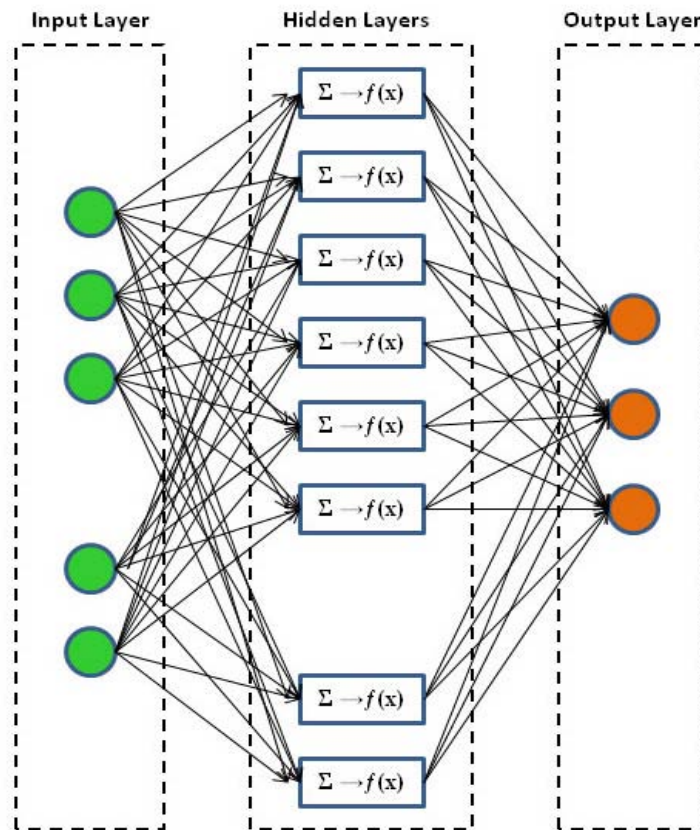 Input Layer
Hidden Layers
Output Layer
Σ →f(x)
Σ →f(x)
Σ →f(x)
Σ →f(x)
Σ →f(x)
Σ →f(x)
Σ →f(x)
Σ →f(x)